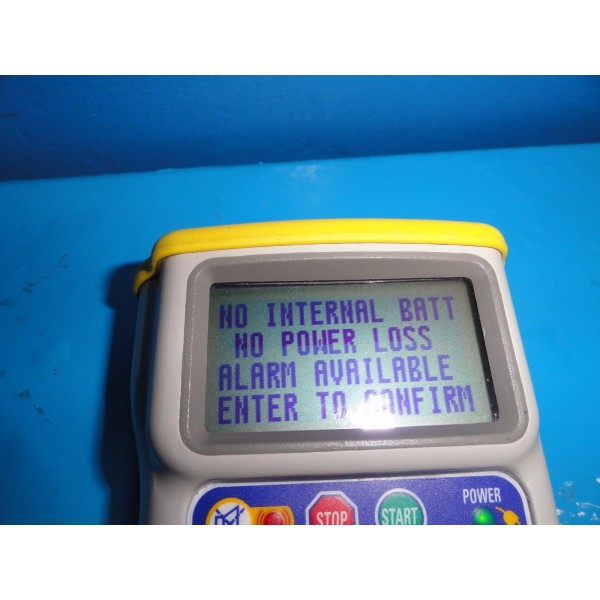 NO INTERNAL BATT
NO POWER LOSS
ALARM AVAILABLE
ENTER TO CONFIRM
STOP
START
POWER